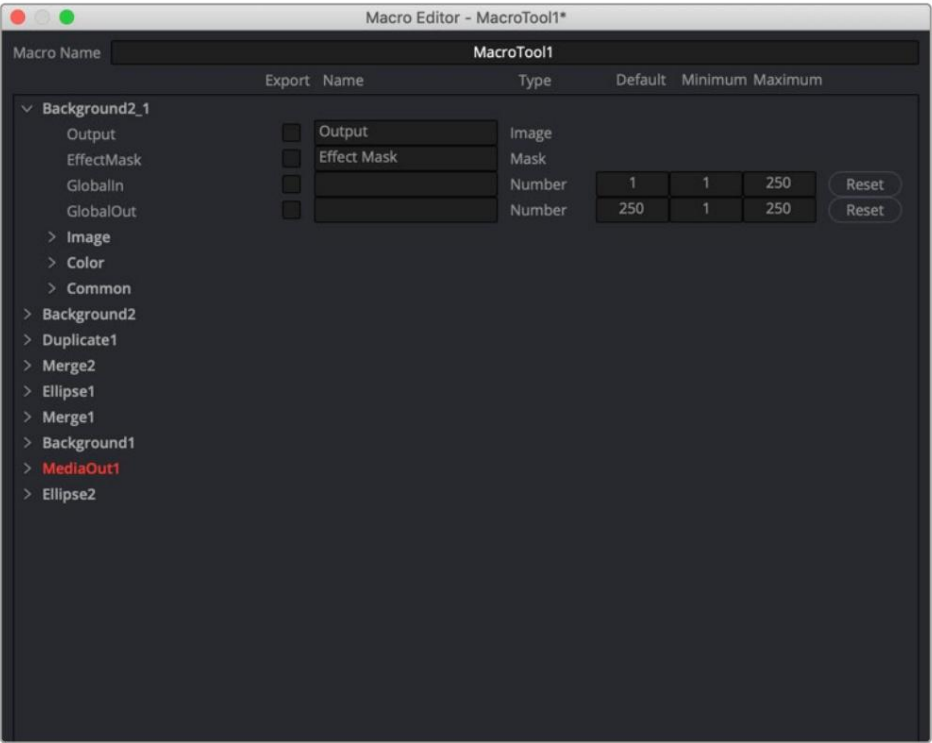 Macro Editor - MacroTool1*
Macro Name MacroTool1
Export Name Type Default Minimum Maximum
Background2_1
Output Output Image
EffectMask Effect Mask Mask
GlobalIn Number 1 1 250 Reset
GlobalOut Number 250 1 250 Reset
> Image
> Color
> Common
> Background2
> Duplicate1
> Merge2
> Ellipse1
> Merge1
> Background1
> MediaOut1
> Ellipse2